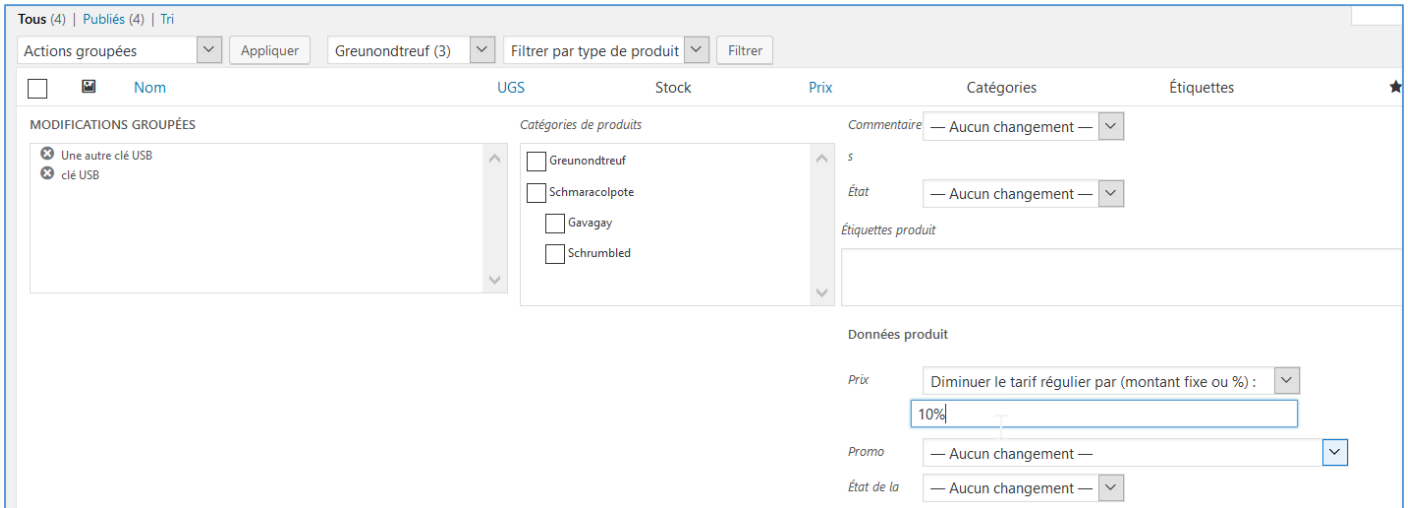 Tous (4) | Publiés (4) | Tri
Actions groupées Appliquer Greunondtreuf (3) Filtrer par type de produit Filtrer
Nom UGS Stock Prix Catégories Étiquettes
MODIFICATIONS GROUPÉES
Une autre clé USB
clé USB
Catégories de produits
Greunondtreuf
Schmaracolpote
Gavagay
Schrumbled
Commentaire — Aucun changement —
s
État — Aucun changement —
Étiquettes produit
Données produit
Prix Diminuer le tarif régulier par (montant fixe ou %) :
10%
Promo — Aucun changement —
État de la — Aucun changement —